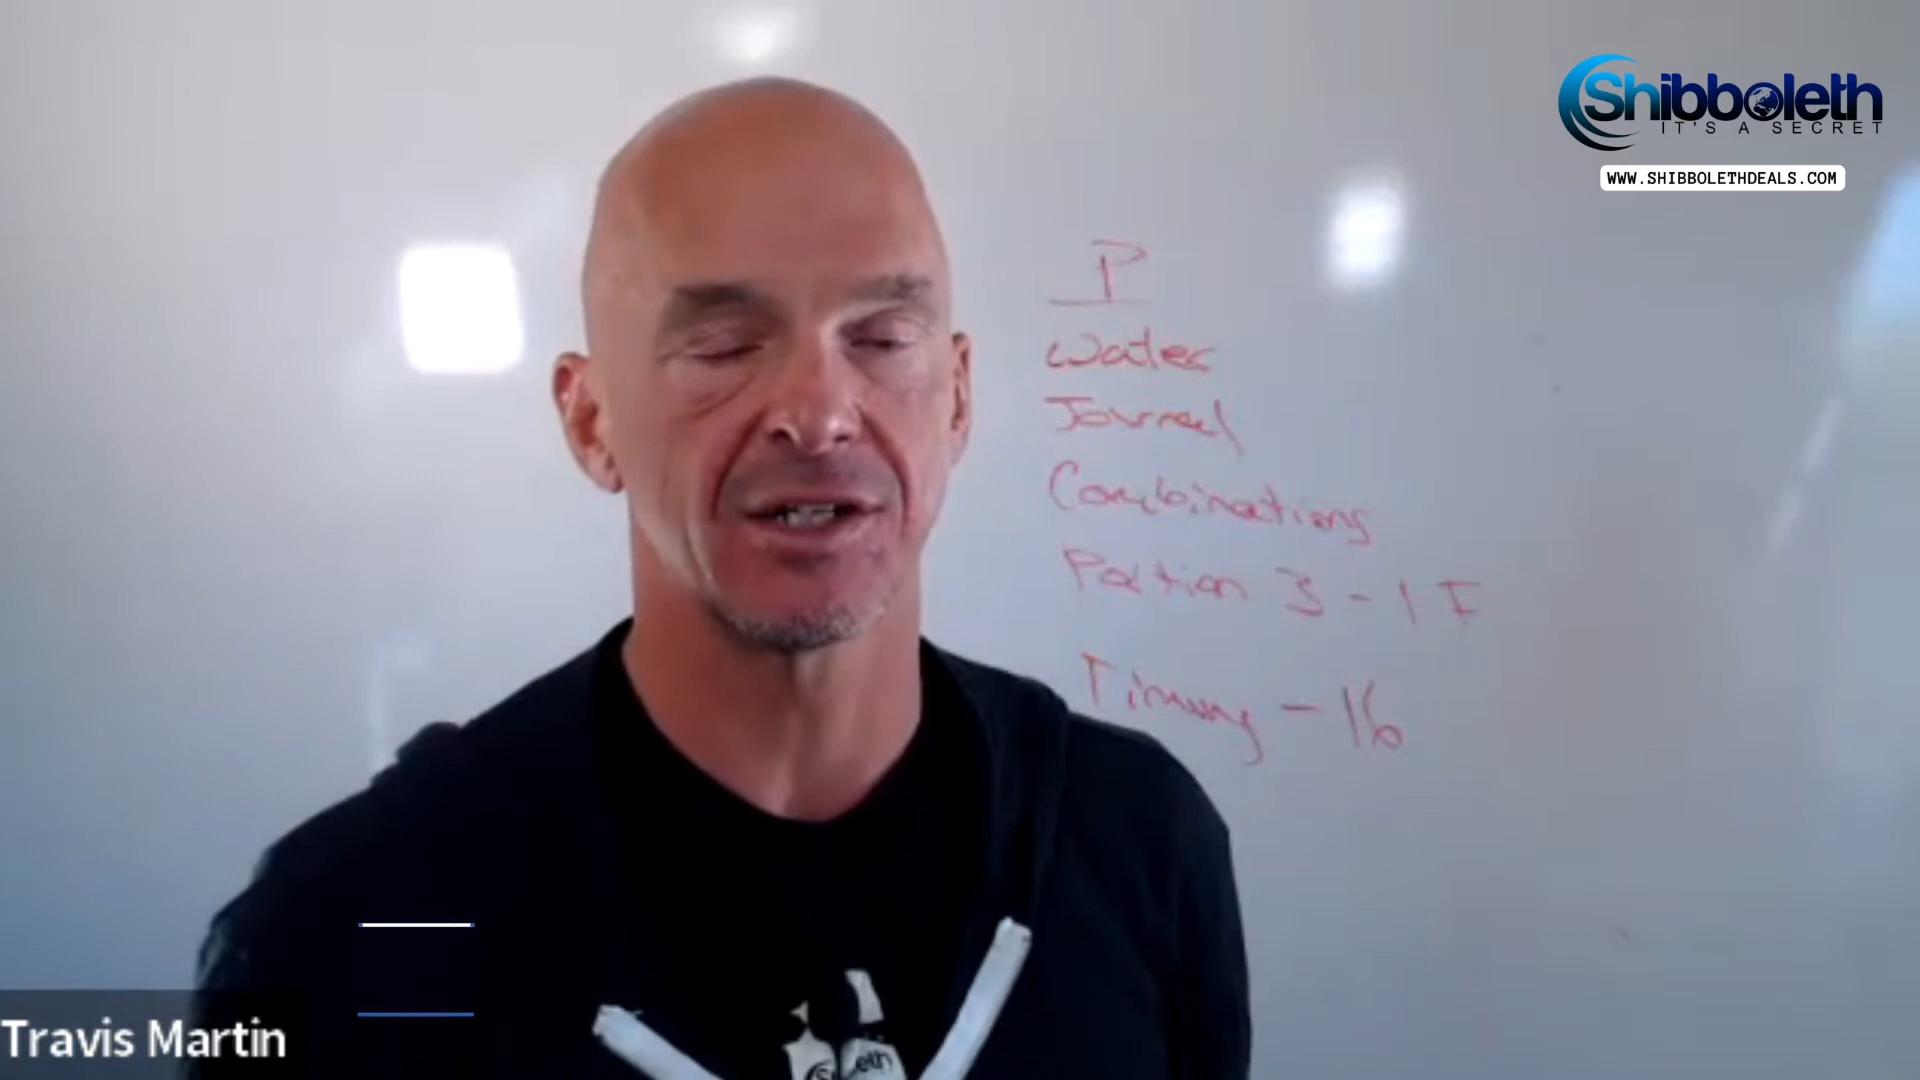 Shibboleth
IT'S A SECRET
WWW.SHIBBOLETHDEALS.COM
P
Water
Journal
Combinations
Portion 3 - 1 I
Timing - 16
Travis Martin